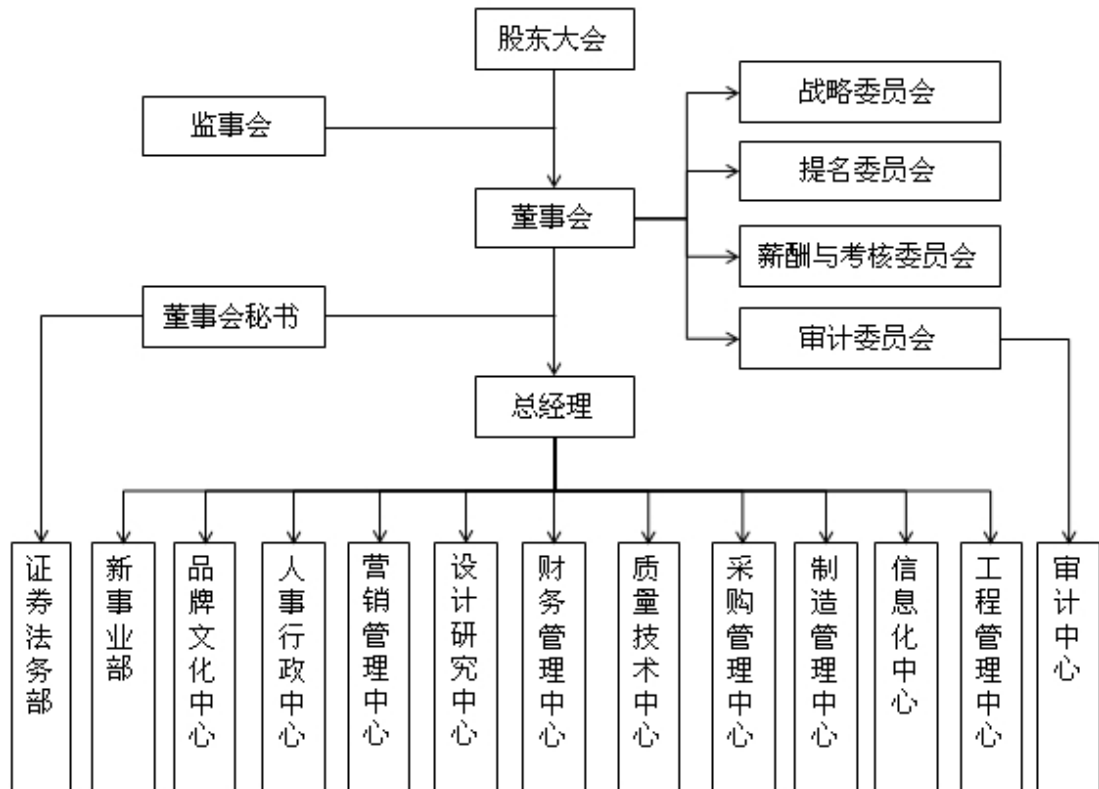 股东大会
战略委员会
监事会
提名委员会
董事会
薪酬与考核委员会
董事会秘书
审计委员会
总经理
证券法务部
新事业部
品牌文化中心
人事行政中心
营销管理中心
设计研究中心
财务管理中心
质量技术中心
采购管理中心
制造管理中心
信息化中心
工程管理中心
审计中心